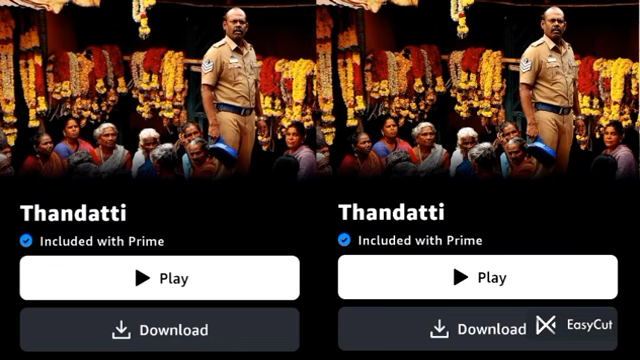 Thandatti
Included with Prime
Play
Download
Thandatti
Included with Prime
Play
Download
EasyCut